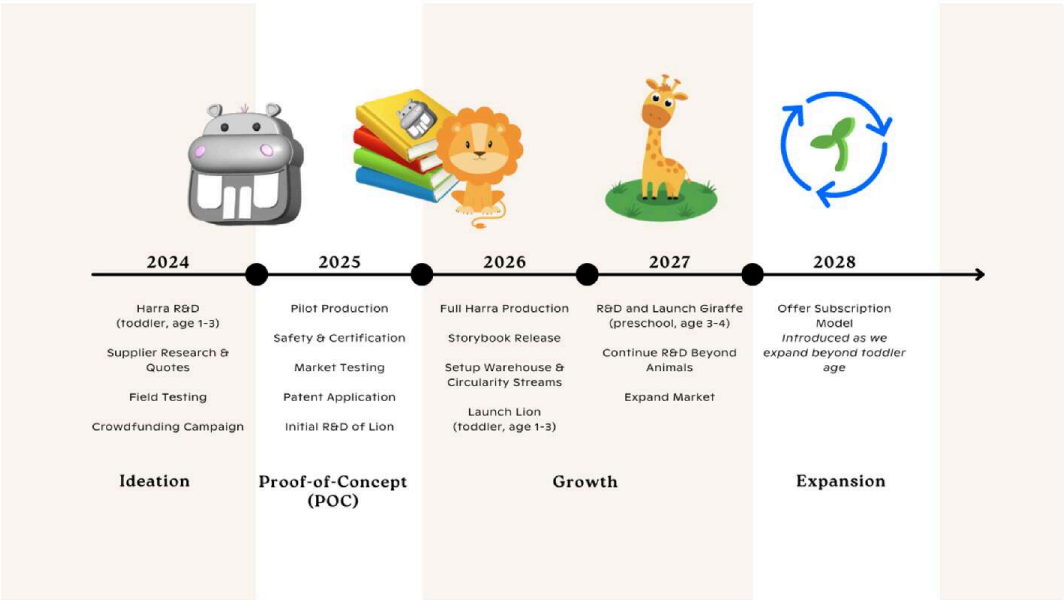 2024
Harra R&D
(toddler, age 1-3)
Supplier Research &
Quotes
Field Testing
Crowdfunding Campaign
Ideation
2025
Pilot Production
Safety & Certification
Market Testing
Patent Application
Initial R&D of Lion
Proof-of-Concept
(POC)
2026
Full Harra Production
Storybook Release
Setup Warehouse &
Circularity Streams
Launch Lion
(toddler, age 1-3)
2027
R&D and Launch Giraffe
(preschool, age 3-4)
Continue R&D Beyond
Animals
Expand Market
Growth
2028
Offer Subscription
Model
Introduced as we
expand beyond toddler
age
Expansion